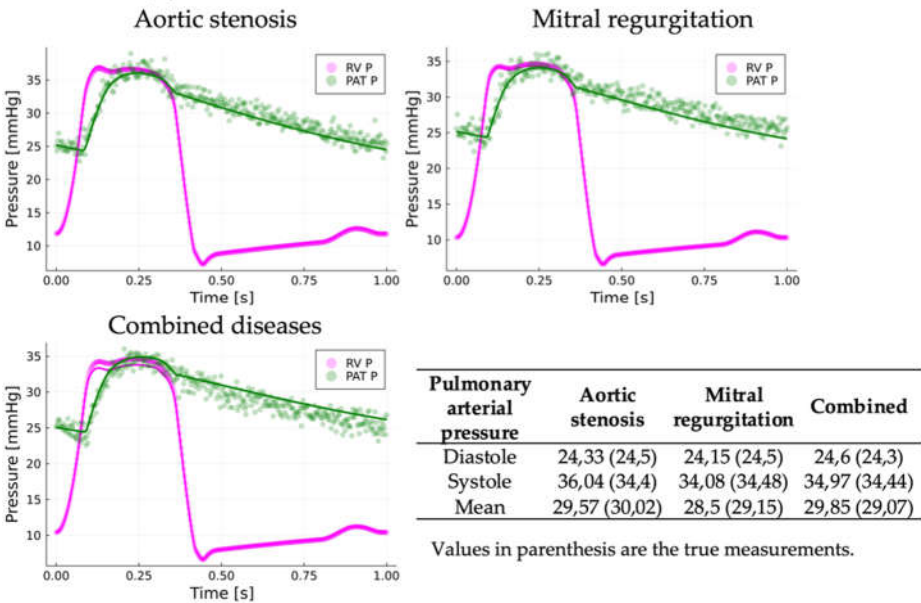 Aortic stenosis
Mitral regurgitation
RV P
PAT P
35
30
25
20
15
10
Pressure [mmHg]
0.00 0.25 0.50 0.75 1.00
Time [s]
RV P
PAT P
35
30
25
20
15
10
Pressure [mmHg]
0.00 0.25 0.50 0.75 1.00
Time [s]
Combined diseases
RV P
PAT P
35
30
25
20
15
10
Pressure [mmHg]
0.00 0.25 0.50 0.75 1.00
Time [s]
Pulmonary arterial pressure Aortic stenosis Mitral regurgitation Combined
Diastole 24,33 (24,5) 24,15 (24,5) 24,6 (24,3)
Systole 36,04 (34,4) 34,08 (34,48) 34,97 (34,44)
Mean 29,57 (30,02) 28,5 (29,15) 29,85 (29,07)
Values in parenthesis are the true measurements.